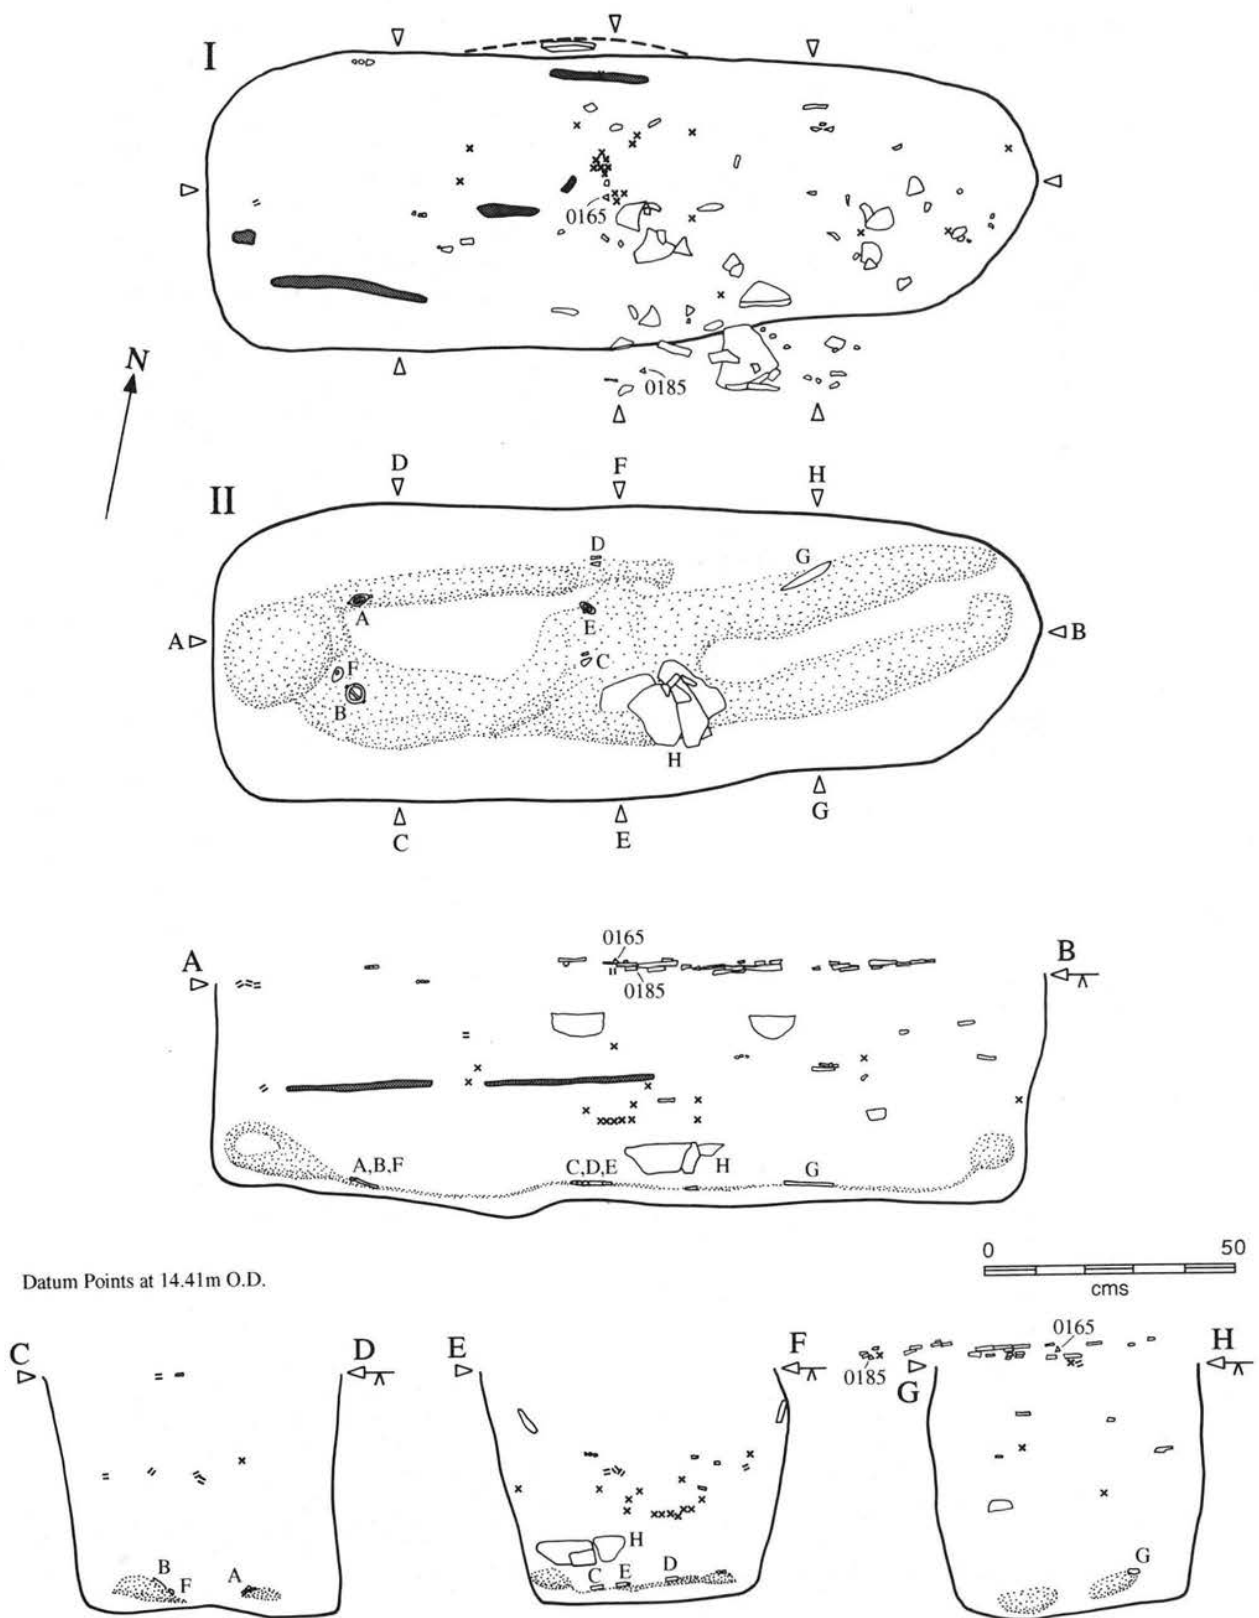 I
0165
0185
N
II
D F H
D
G
A
E
A
B
F
C
B
H
C E G
0165
A B
0185
A,B,F C,D,E H G
0 50
Datum Points at 14.41m O.D.
cms
0165
C D E F H
0185
G
H
B A C E D G
F